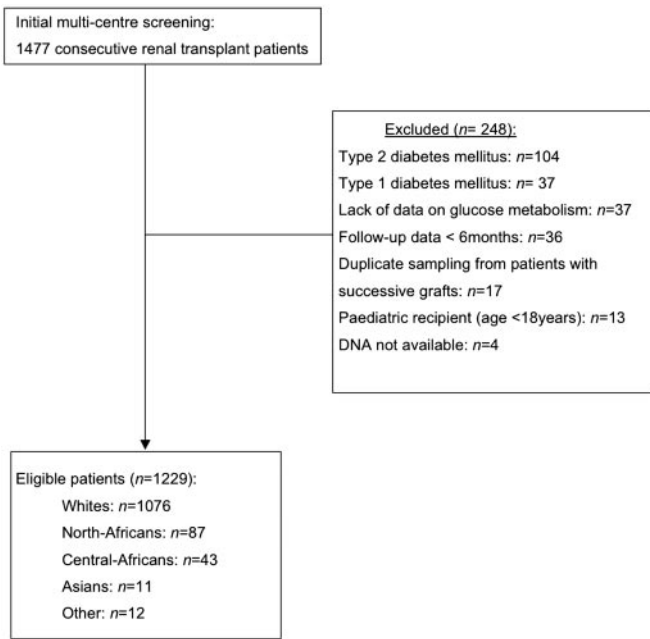 Initial multi-centre screening:
1477 consecutive renal transplant patients
Excluded (n= 248):
Type 2 diabetes mellitus: n=104
Type 1 diabetes mellitus: n= 37
Lack of data on glucose metabolism: n=37
Follow-up data < 6months: n=36
Duplicate sampling from patients with
successive grafts: n=17
Paediatric recipient (age <18years): n=13
DNA not available: n=4
Eligible patients (n=1229):
Whites: n=1076
North-Africans: n=87
Central-Africans: n=43
Asians: n=11
Other: n=12